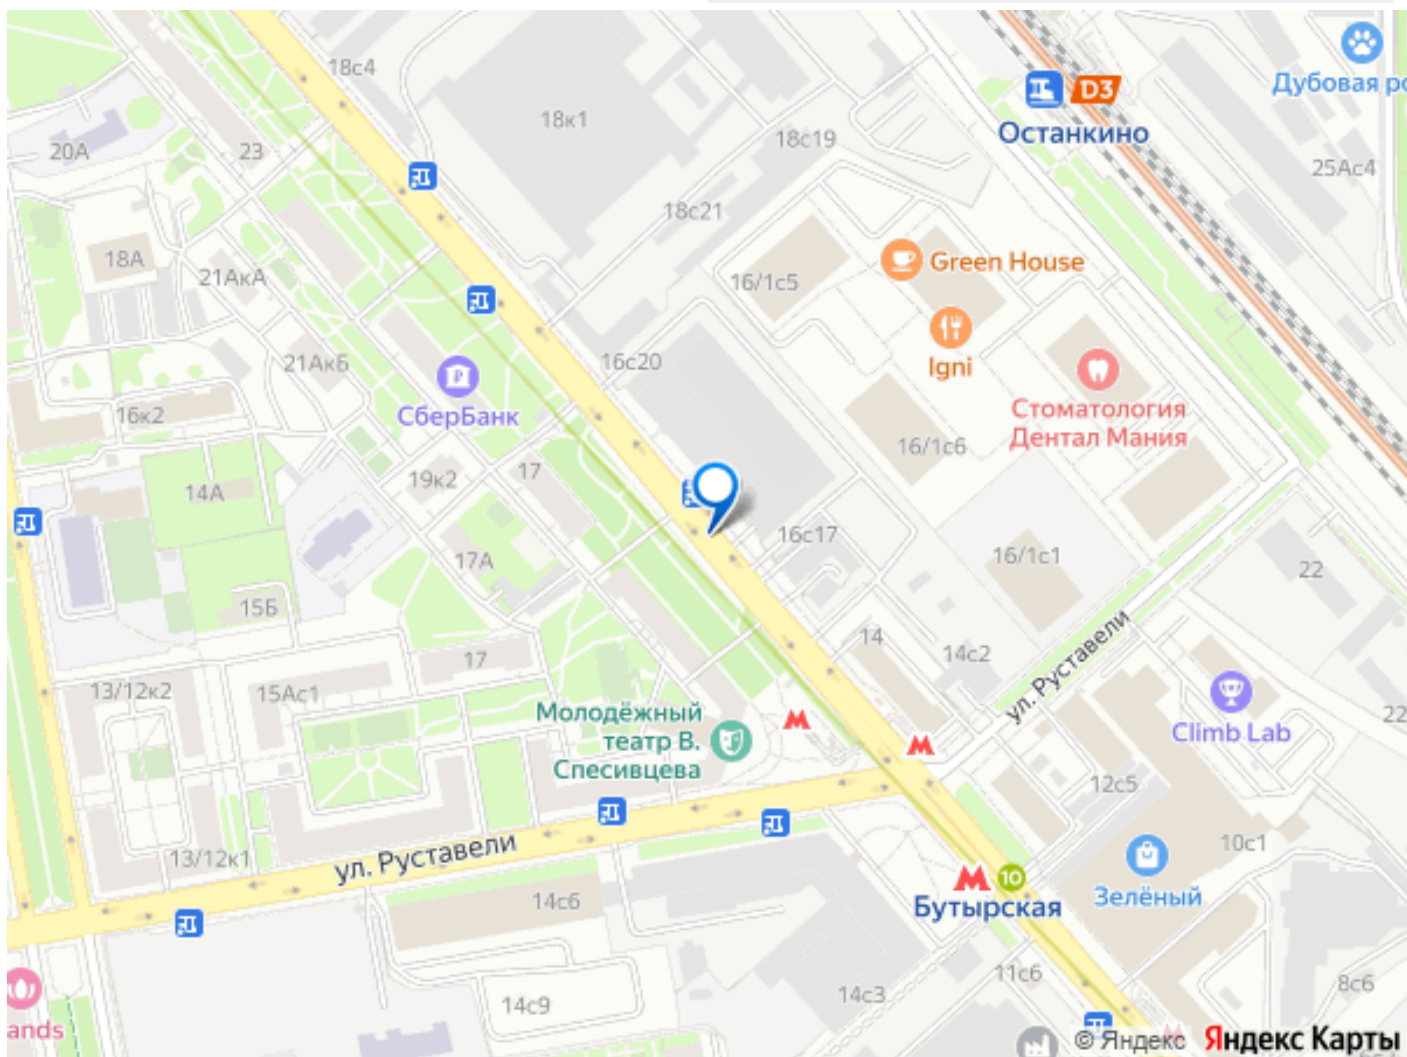 18с4
18к1
18с19
D3
Останкино
Дубовая ро
25Ас4
20А
23
18с21
18А
21АкА
16/1с5
Green House
Igni
21АкБ
16с20
СберБанк
Стоматология
Дентал Мания
16к2
16/1с6
14А
19к2
17
16с17
16/1с1
22
17А
15Б
ул. Руставели
14
14с2
17
13/12к2
15Ас1
Молодёжный
театр В.
Спесивцева
22
Climb Lab
12с5
10с1
13/12к1
ул. Руставели
10
Бутырская
Зелёный
14с6
11с6
8с6
14с9
14с3
ands
© Яндекс Яндекс Карты